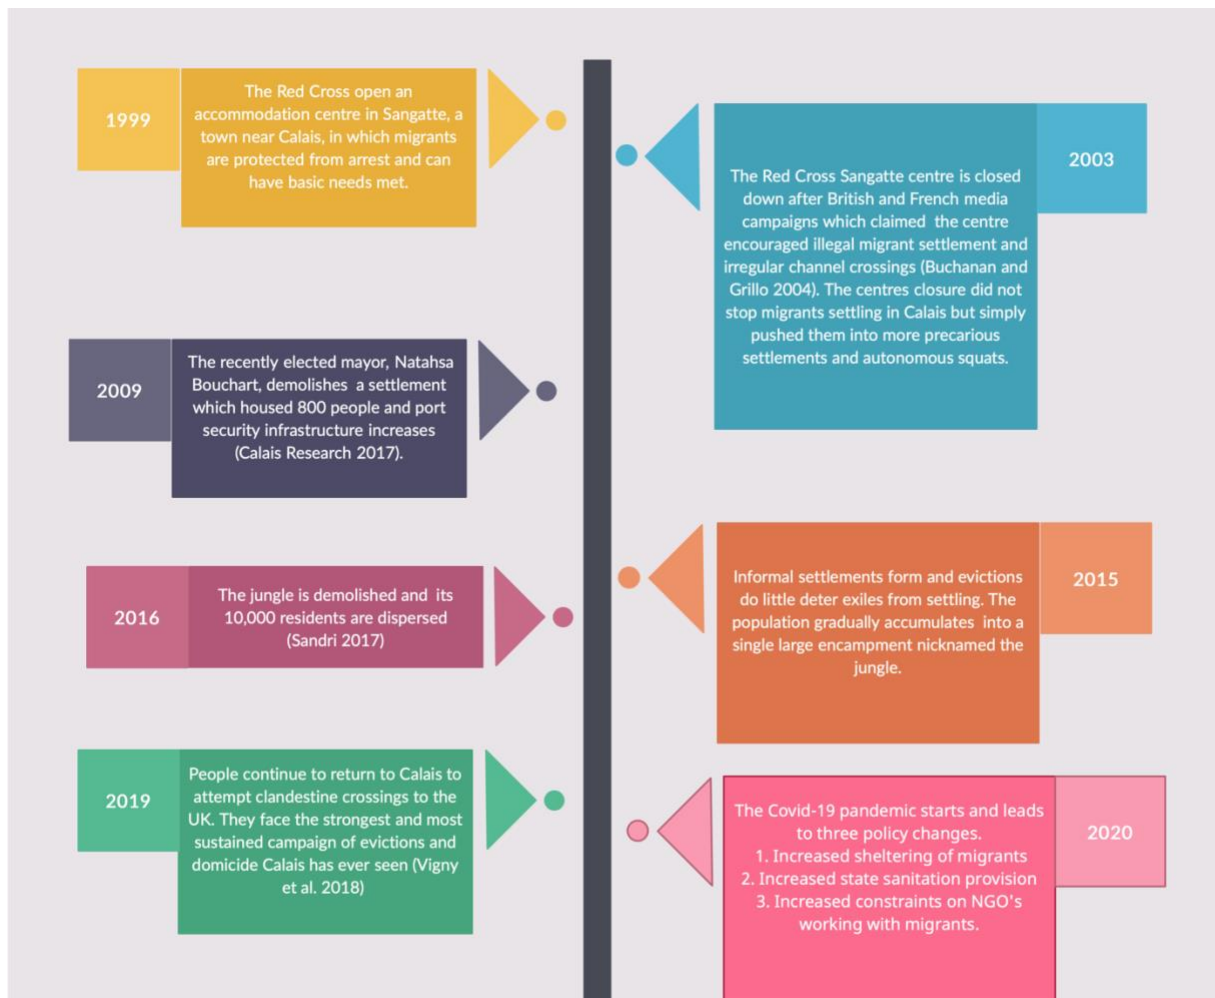 1999
The Red Cross open an
accommodation centre in Sangatte, a
town near Calais, in which migrants
are protected from arrest and can
have basic needs met.
2003
The Red Cross Sangatte centre is closed
down after British and French media
campaigns which claimed  the centre
encouraged illegal migrant settlement and
irregular channel crossings (Buchanan and
Grillo 2004). The centres closure did not
stop migrants settling in Calais but simply
pushed them into more precarious
settlements and autonomous squats.
2009
The recently elected mayor, Natahsa
Bouchart, demolishes  a settlement
which housed 800 people and port
security infrastructure increases
(Calais Research 2017).
2015
Informal settlements form and evictions
do little deter exiles from settling. The
population gradually accumulates  into a
single large encampment nicknamed the
jungle.
2016
The jungle is demolished and  its
10,000 residents are dispersed
(Sandri 2017)
2019
People continue to return to Calais to
attempt clandestine crossings to the
UK. They face the strongest and most
sustained campaign of evictions and
domicide Calais has ever seen (Vigny
et al. 2018)
2020
The Covid-19 pandemic starts and leads
to three policy changes.
1. Increased sheltering of migrants
2. Increased state sanitation provision
3. Increased constraints on NGO's
working with migrants.